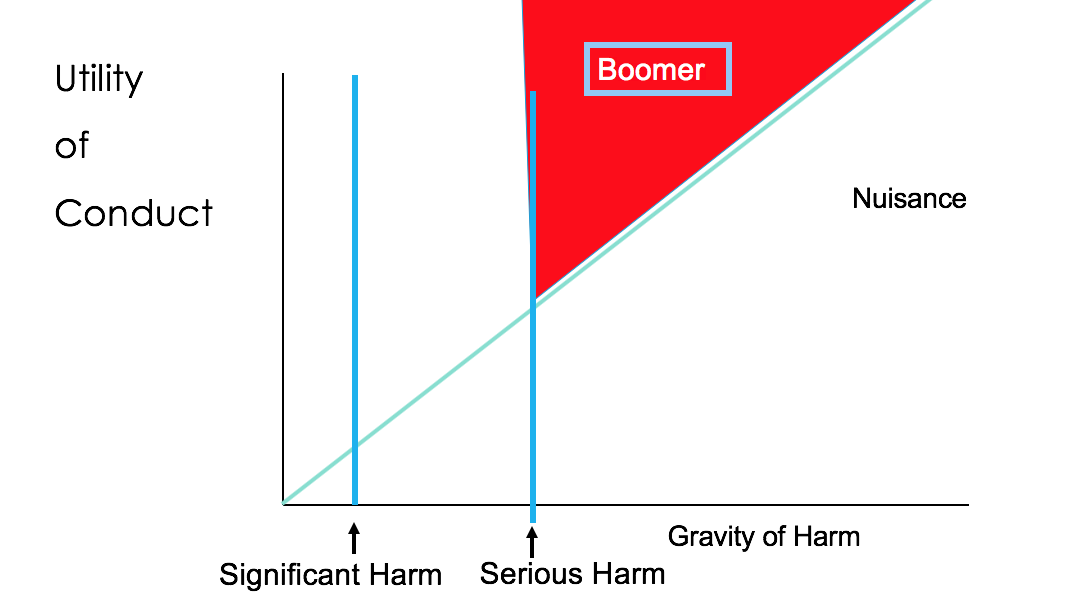 Utility
of
Conduct
Boomer
Nuisance
Gravity of Harm
Significant Harm
Serious Harm